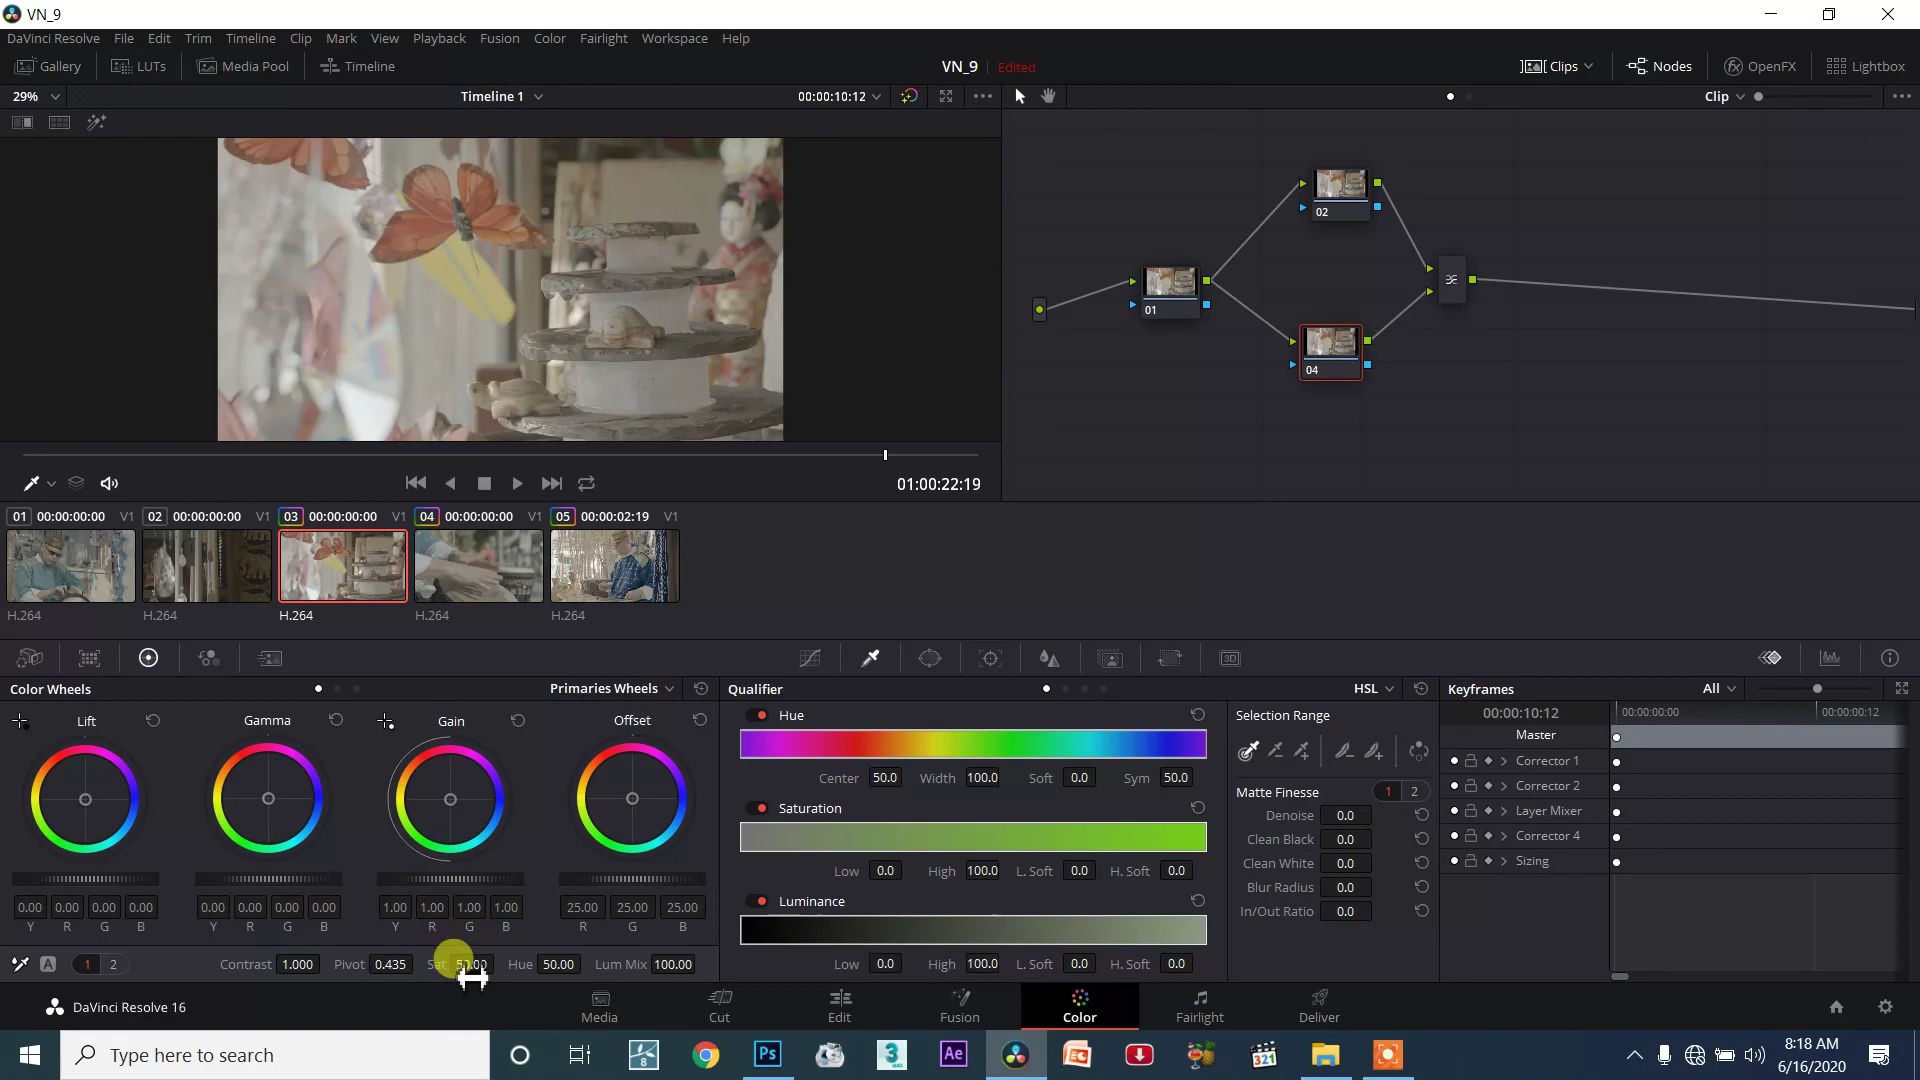 VN_9
DaVinci Resolve File Edit Trim Timeline Clip Mark View Playback Fusion Color Fairlight Workspace Help
Gallery LUTs Media Pool Timeline VN_9 Edited Clips Nodes OpenFX Lightbox
29% Timeline 1 00:00:10:12 Clip
02
01
04
01:00:22:19
01 00:00:00:00 V1 02 00:00:00:00 V1 03 00:00:00:00 V1 04 00:00:00:00 V1 05 00:00:02:19 V1
H.264 H.264 H.264 H.264 H.264
3D
Color Wheels Primaries Wheels Qualifier HSL Keyframes All
Lift Gamma Gain Offset Hue Selection Range 00:00:10:12 00:00:00:00 00:00:00:12
Master
Corrector 1
Center 50.0 Width 100.0 Soft 0.0 Sym 50.0
Matte Finesse 1 2 Corrector 2
Saturation Denoise 0.0 Layer Mixer
Clean Black 0.0 Corrector 4
Clean White 0.0 Sizing
Low 0.0 High 100.0 L. Soft 0.0 H. Soft 0.0
Blur Radius 0.0
Luminance In/Out Ratio 0.0
0.00 0.00 0.00 0.00 0.00 0.00 0.00 0.00 1.00 1.00 1.00 1.00 25.00 25.00 25.00
Y R G B Y R G B Y R G B R G B
A 1 2 Contrast 1.000 Pivot 0.435 Sat 50.00 Hue 50.00 Lum Mix 100.00 Low 0.0 High 100.0 L. Soft 0.0 H. Soft 0.0
DaVinci Resolve 16 Media Cut Edit Fusion Color Fairlight Deliver
Type here to search 8 Ps 3 MAX Ae 321 8:18 AM
6/16/2020